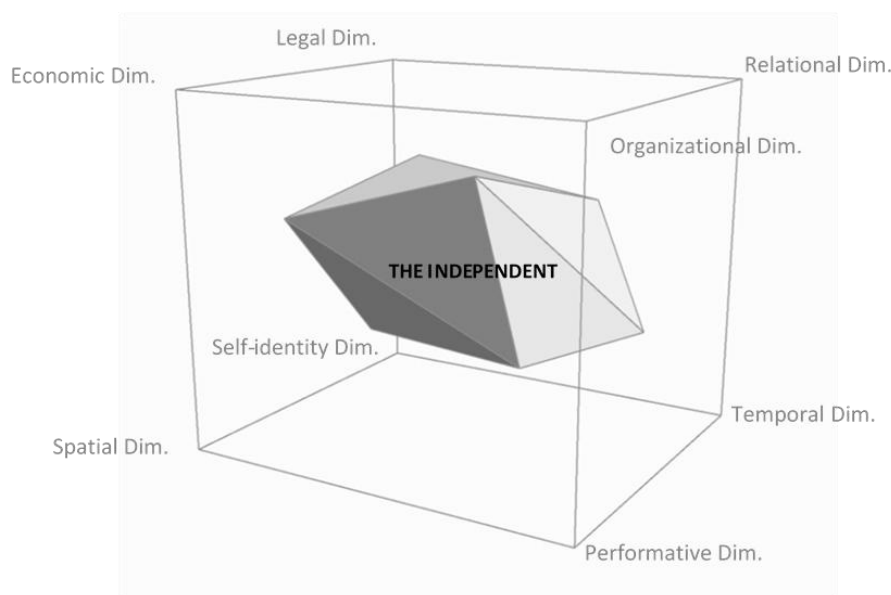 Legal Dim.
Economic Dim.
Relational Dim.
Organizational Dim.
THE INDEPENDENT
Self-identity Dim.
Temporal Dim.
Spatial Dim.
Performative Dim.